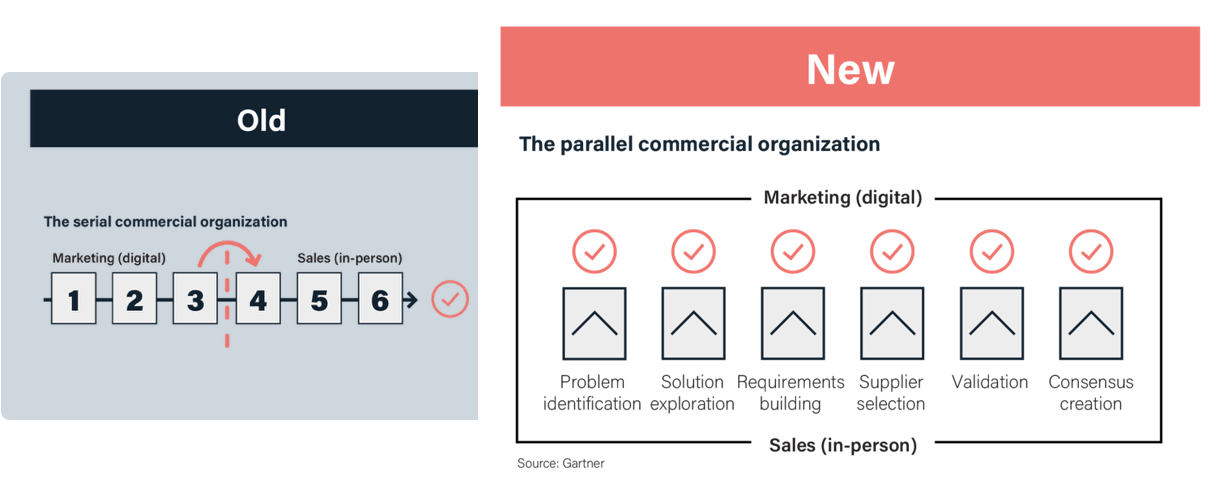 Old
The serial commercial organization
Marketing (digital) Sales (in-person)
1 2 3 4 5 6
New
The parallel commercial organization
Marketing (digital)
Problem
identification
Solution
exploration
Requirements
building
Supplier
selection
Validation
Consensus
creation
Sales (in-person)
Source: Gartner